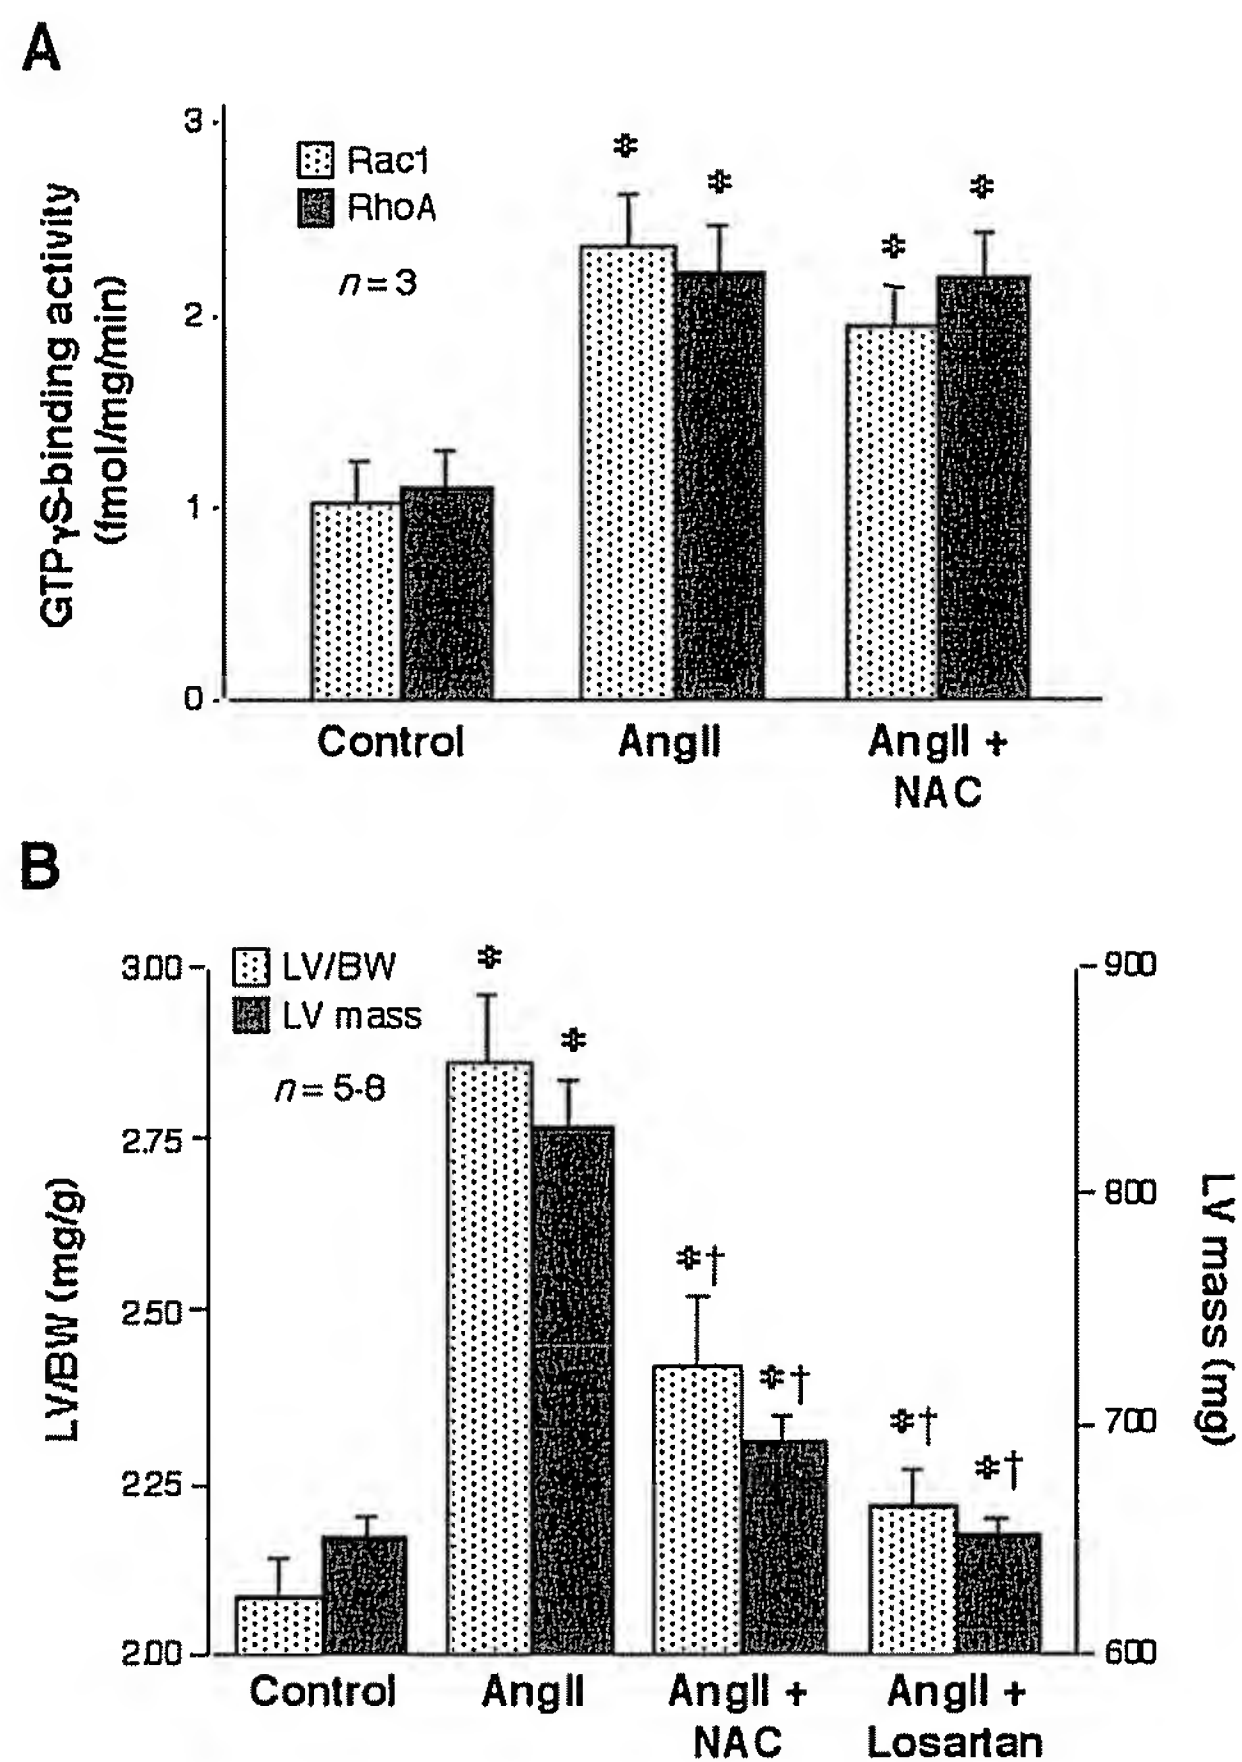 A
GTPγS-binding activity
(fmol/mg/min)
3
2
1
0
Rac1
RhoA
n = 3
* * * *
Control AngII AngII +
NAC
B
LV/BW (mg/g)
3.00
2.75
2.50
2.25
2.00
LV/BW
LV mass
n = 5-8
* * *† *† *† *†
900
800
700
600
LV mass (mg)
Control AngII AngII + AngII +
NAC Losartan